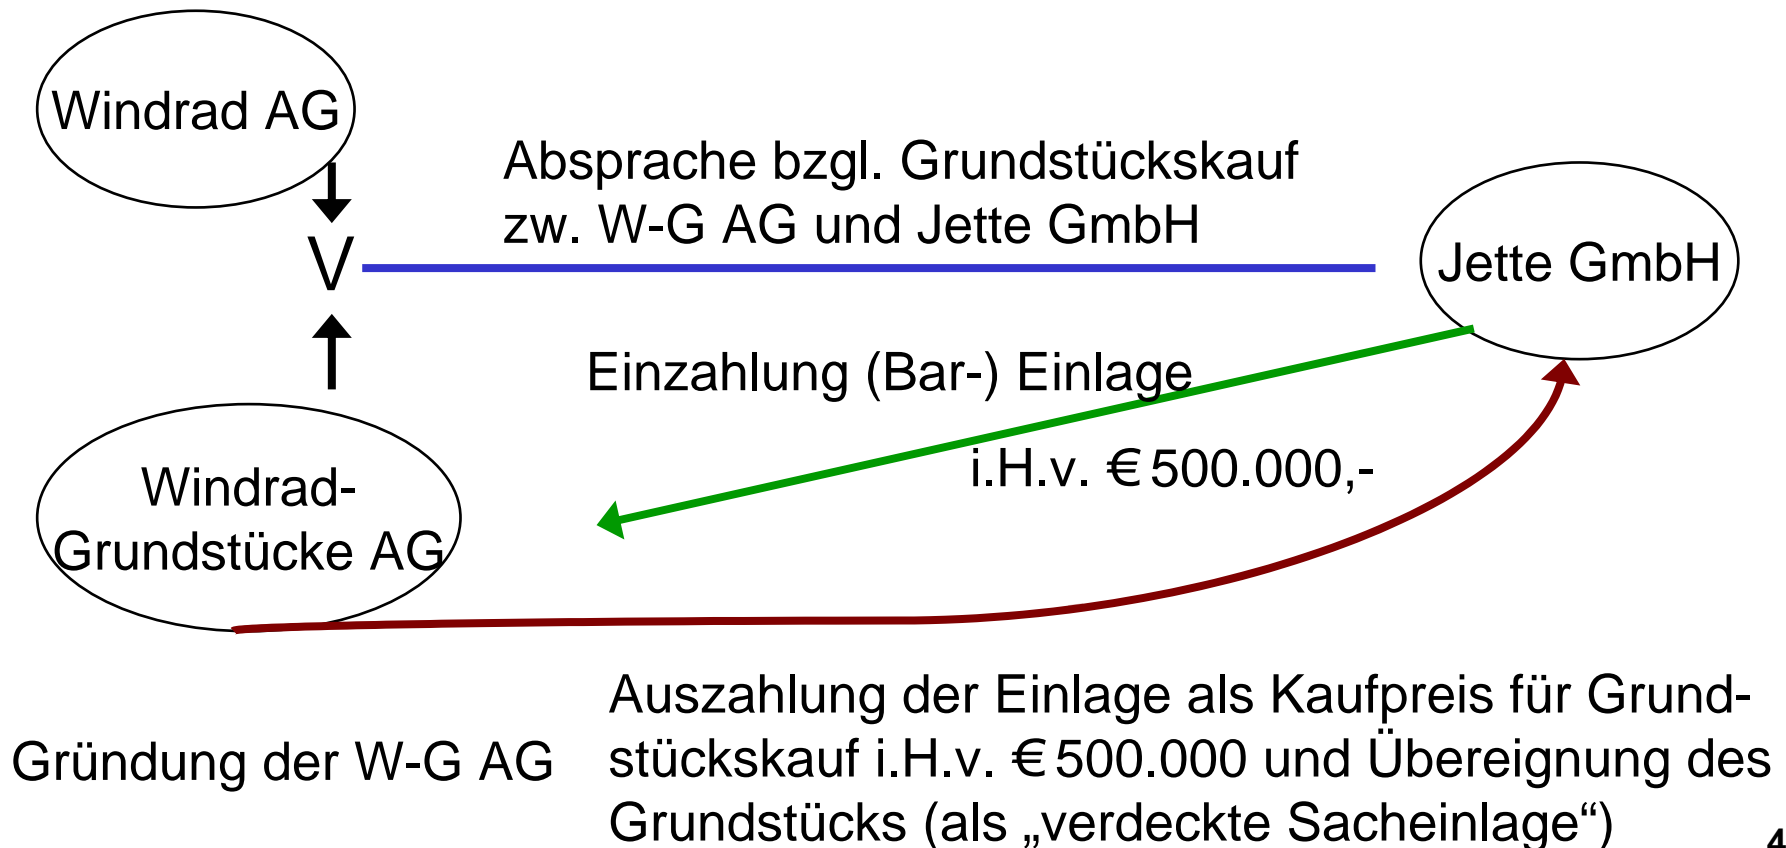 Windrad AG
Absprache bzgl. Grundstückskauf
zw. W-G AG und Jette GmbH
V
Jette GmbH
Einzahlung (Bar-) Einlage
i.H.v. € 500.000,-
Windrad-
Grundstücke AG
Gründung der W-G AG
Auszahlung der Einlage als Kaufpreis für Grund-
stückskauf i.H.v. € 500.000 und Übereignung des
Grundstücks (als „verdeckte Sacheinlage“)
4